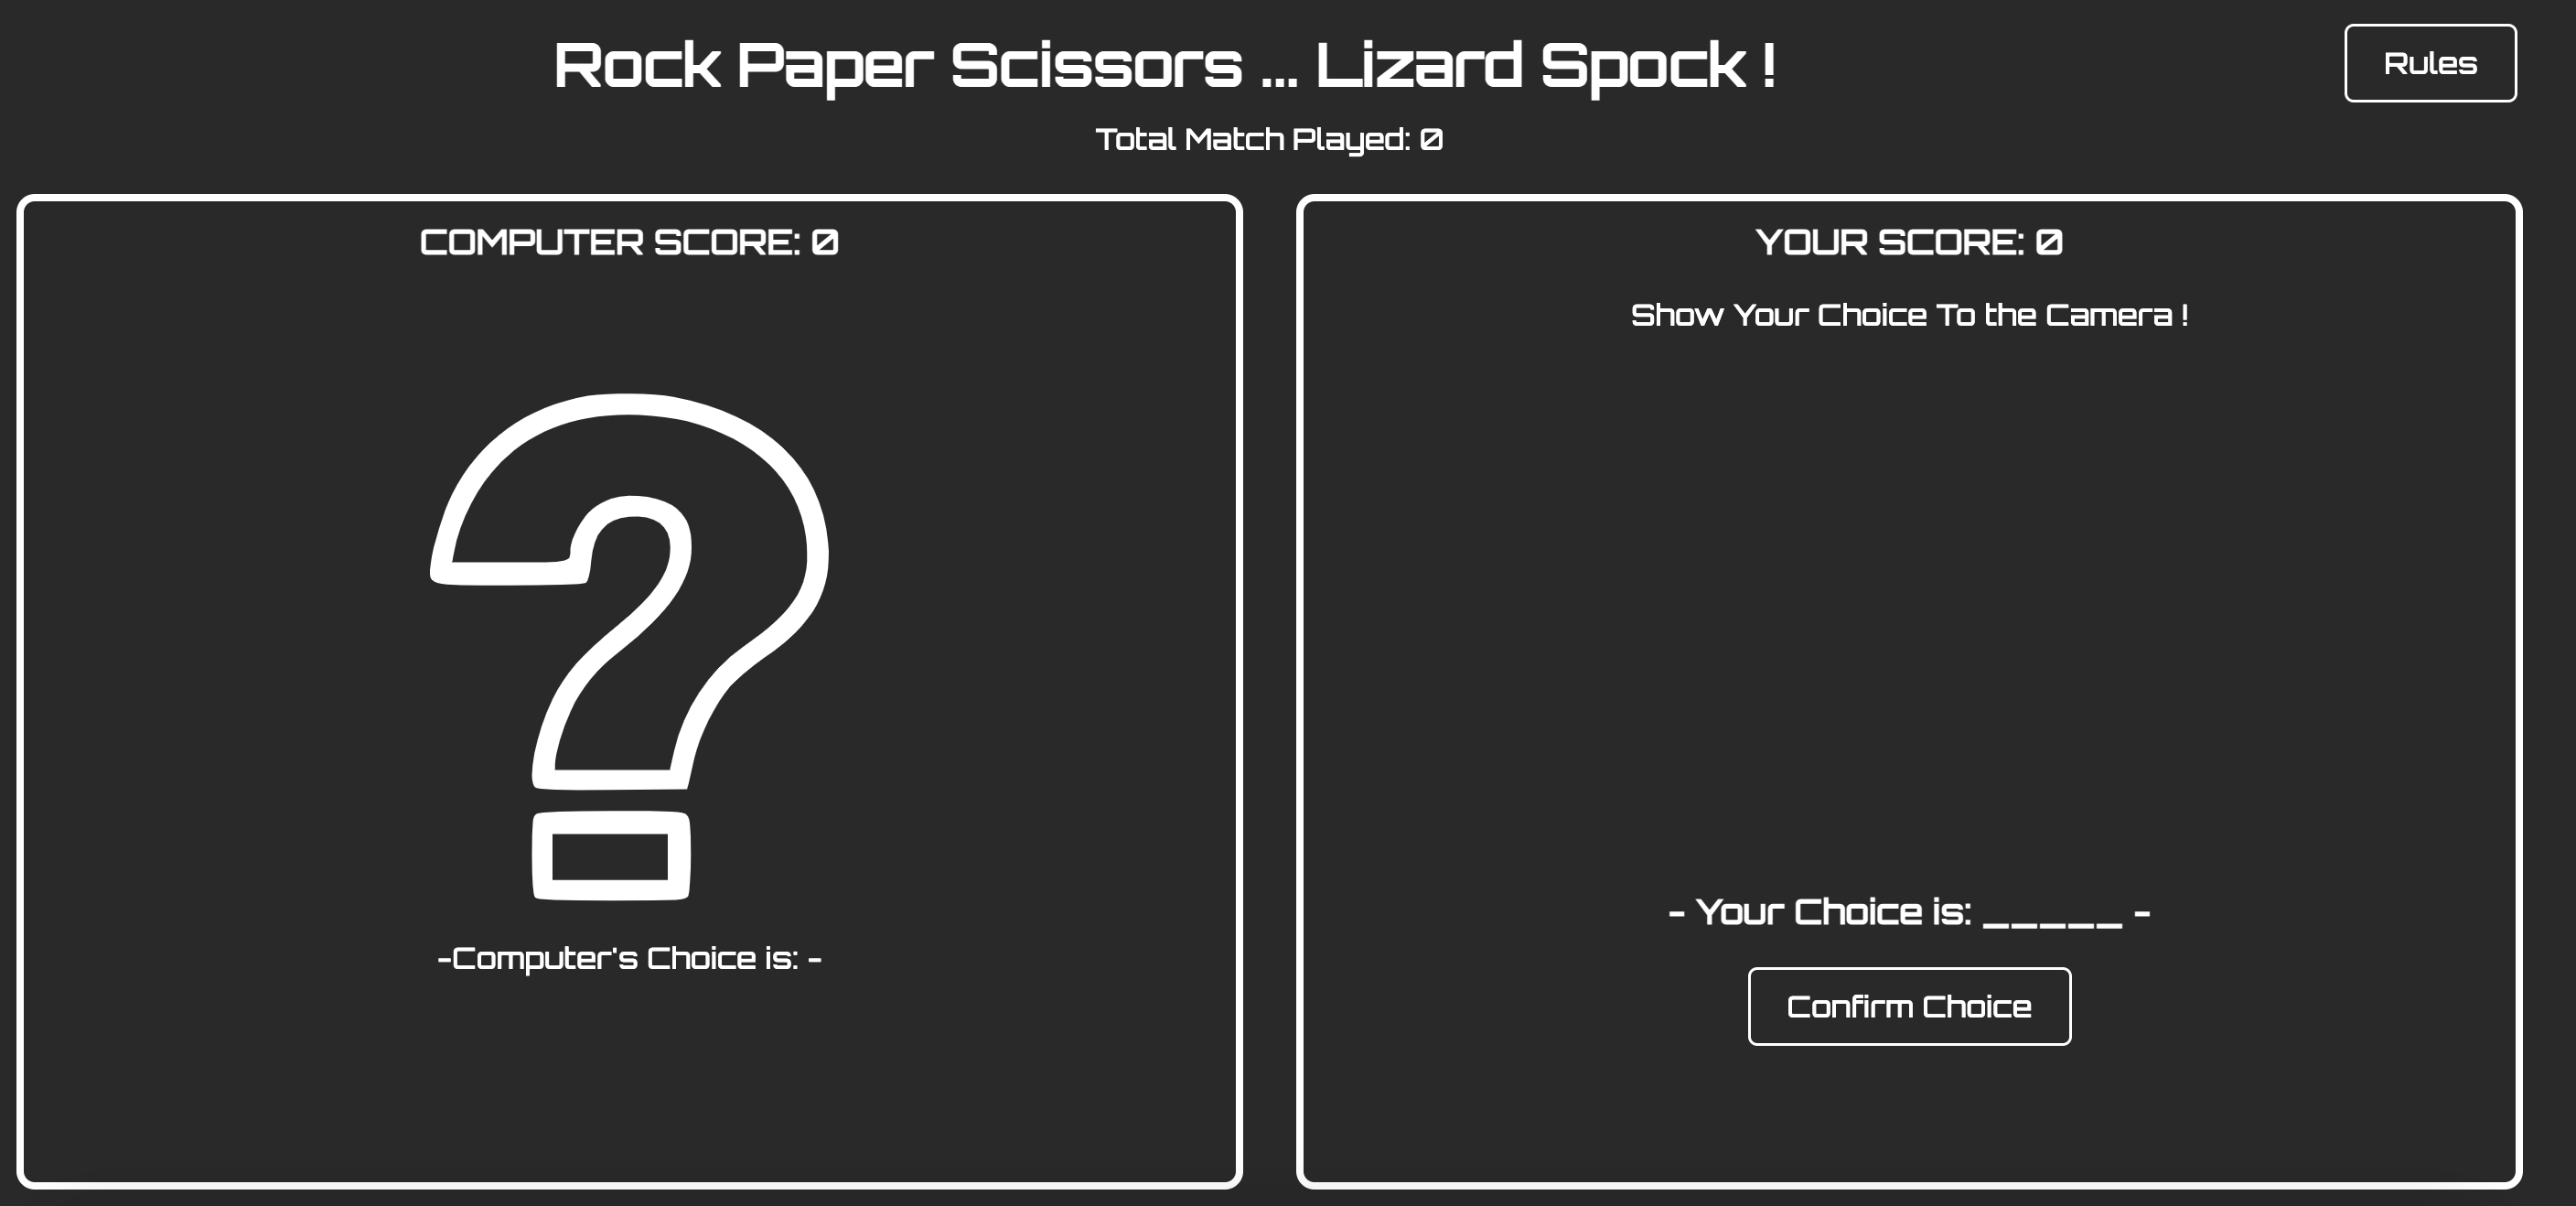 Rock Paper Scissors ... Lizard Spock !
Rules
Total Match Played: 0
COMPUTER SCORE: 0
?
-Computer's Choice is: -
YOUR SCORE: 0
Show Your Choice To the Camera !
- Your Choice is: _____ -
Confirm Choice